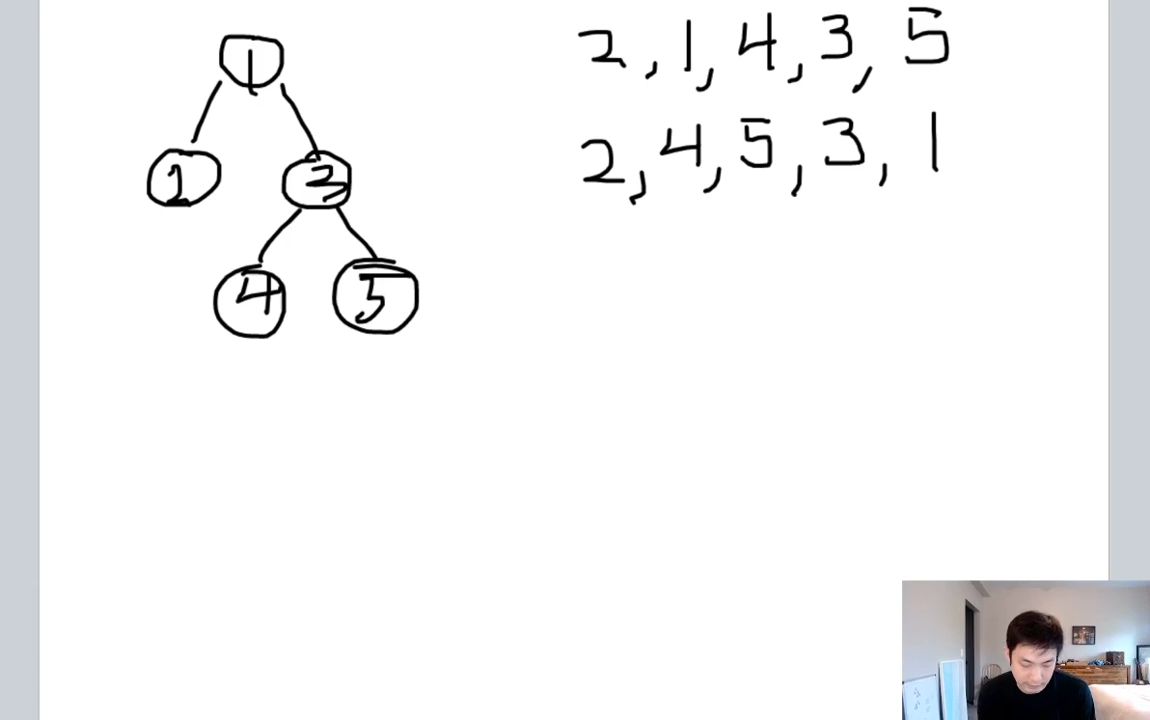 1
2 3
4 5
2, 1, 4, 3, 5
2, 4, 5, 3, 1